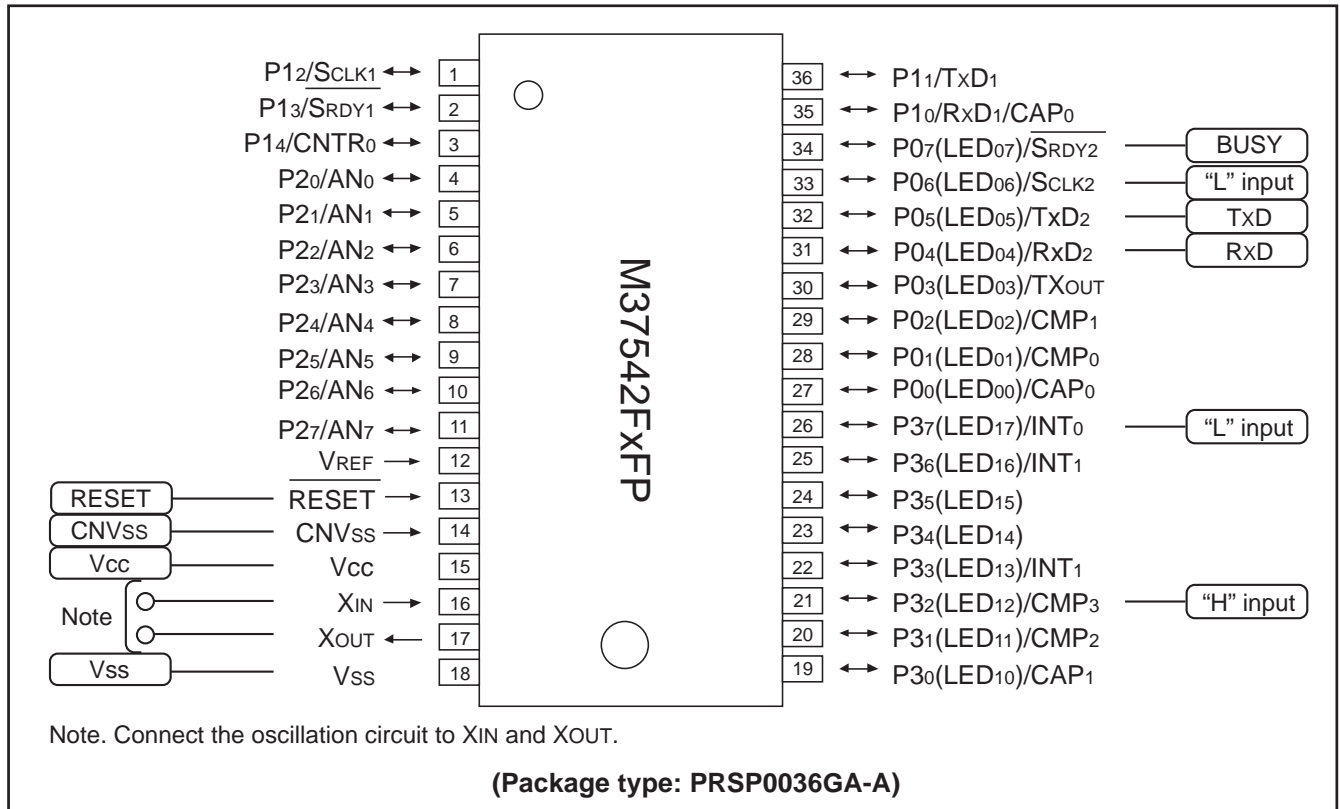 P12/SCLK1 1
P13/SRDY1 2
P14/CNTR0 3
P20/AN0 4
P21/AN1 5
P22/AN2 6
P23/AN3 7
P24/AN4 8
P25/AN5 9
P26/AN6 10
P27/AN7 11
VREF 12
RESET RESET 13
CNVSS CNVSS 14
Vcc Vcc 15
Note XIN 16
XOUT 17
Vss VSS 18
M37542FxFP
36 P11/TxD1
35 P10/RxD1/CAP0
34 P07(LED07)/SRDY2 BUSY
33 P06(LED06)/SCLK2 “L” input
32 P05(LED05)/TxD2 TxD
31 P04(LED04)/RxD2 RxD
30 P03(LED03)/TXOUT
29 P02(LED02)/CMP1
28 P01(LED01)/CMP0
27 P00(LED00)/CAP0
26 P37(LED17)/INT0 “L” input
25 P36(LED16)/INT1
24 P35(LED15)
23 P34(LED14)
22 P33(LED13)/INT1
21 P32(LED12)/CMP3 “H” input
20 P31(LED11)/CMP2
19 P30(LED10)/CAP1
Note. Connect the oscillation circuit to XIN and XOUT.
(Package type: PRSP0036GA-A)